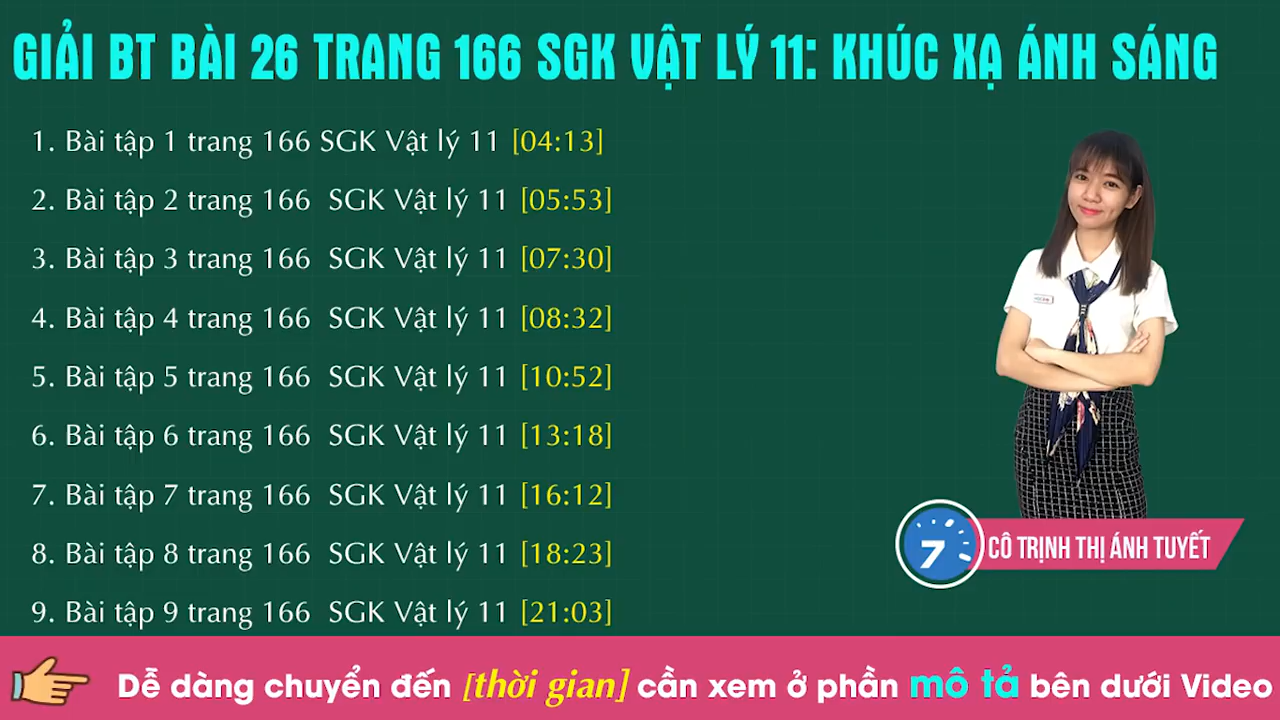 GIẢI BT BÀI 26 TRANG 166 SGK VẬT LÝ 11: KHÚC XẠ ÁNH SÁNG
1. Bài tập 1 trang 166 SGK Vật lý 11 [04:13]
2. Bài tập 2 trang 166 SGK Vật lý 11 [05:53]
3. Bài tập 3 trang 166 SGK Vật lý 11 [07:30]
4. Bài tập 4 trang 166 SGK Vật lý 11 [08:32]
5. Bài tập 5 trang 166 SGK Vật lý 11 [10:52]
6. Bài tập 6 trang 166 SGK Vật lý 11 [13:18]
7. Bài tập 7 trang 166 SGK Vật lý 11 [16:12]
8. Bài tập 8 trang 166 SGK Vật lý 11 [18:23]
9. Bài tập 9 trang 166 SGK Vật lý 11 [21:03]
7 CÔ TRỊNH THỊ ÁNH TUYẾT
Dễ dàng chuyển đến [thời gian] cần xem ở phần mô tả bên dưới Video